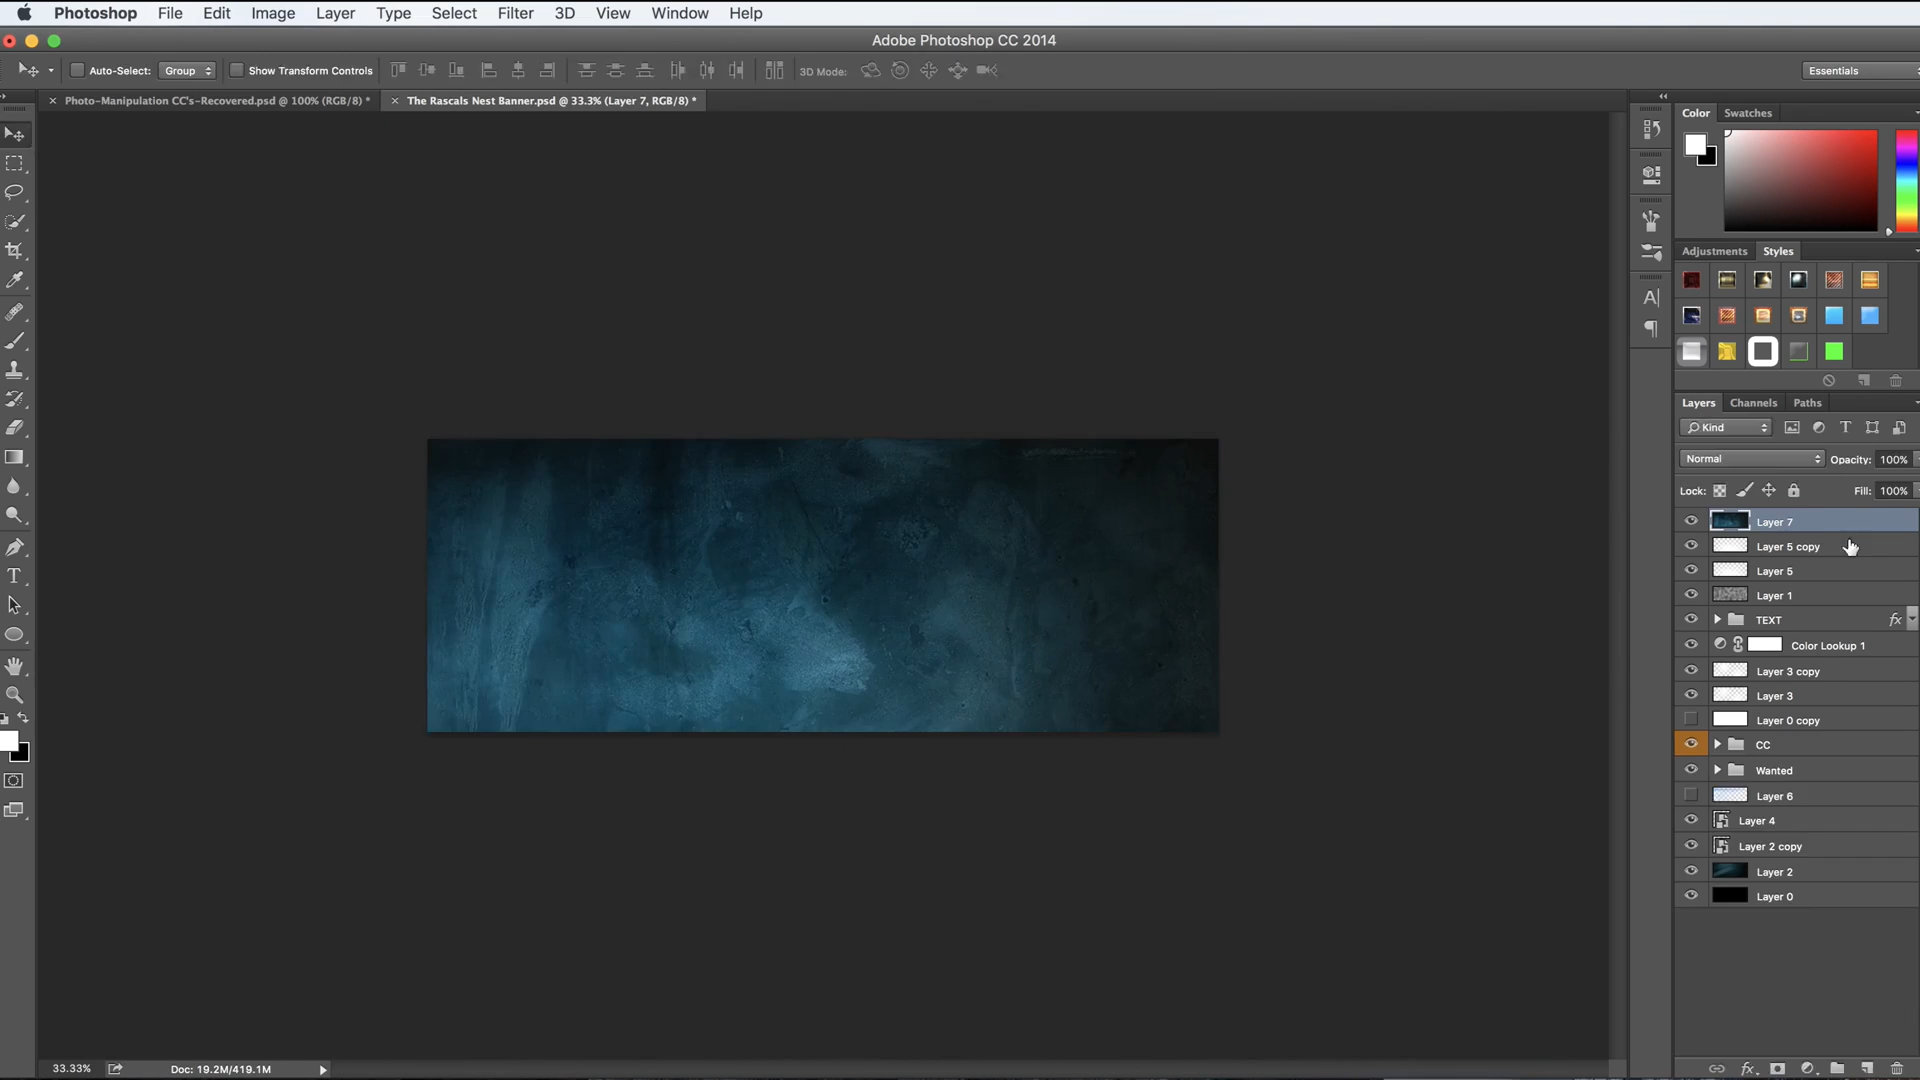 Photoshop File Edit Image Layer Type Select Filter 3D View Window Help
Adobe Photoshop CC 2014
Auto-Select: Group Show Transform Controls 3D Mode: Essentials
Photo-Manipulation CC's-Recovered.psd @ 100% (RGB/8) * The Rascals Nest Banner.psd @ 33.3% (Layer 7, RGB/8) *
Color Swatches
Adjustments Styles
Layers Channels Paths
Kind T
Normal Opacity: 100%
Lock: Fill: 100%
Layer 7
Layer 5 copy
Layer 5
Layer 1
TEXT fx
Color Lookup 1
Layer 3 copy
Layer 3
Layer 0 copy
CC
Wanted
Layer 6
Layer 4
Layer 2 copy
Layer 2
Layer 0
33.33% Doc: 19.2M/419.1M fx